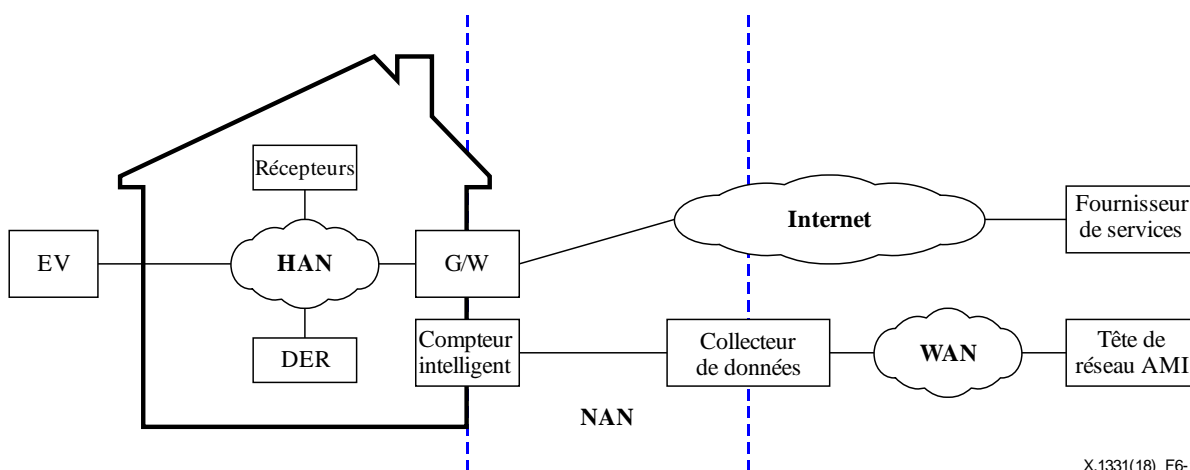 Récepteurs
EV
HAN
G/W
DER
Compteur
intelligent
Internet
Fournisseur
de services
Collecteur
de données
WAN
Tête de
réseau AMI
NAN
X.1331(18)_F6-